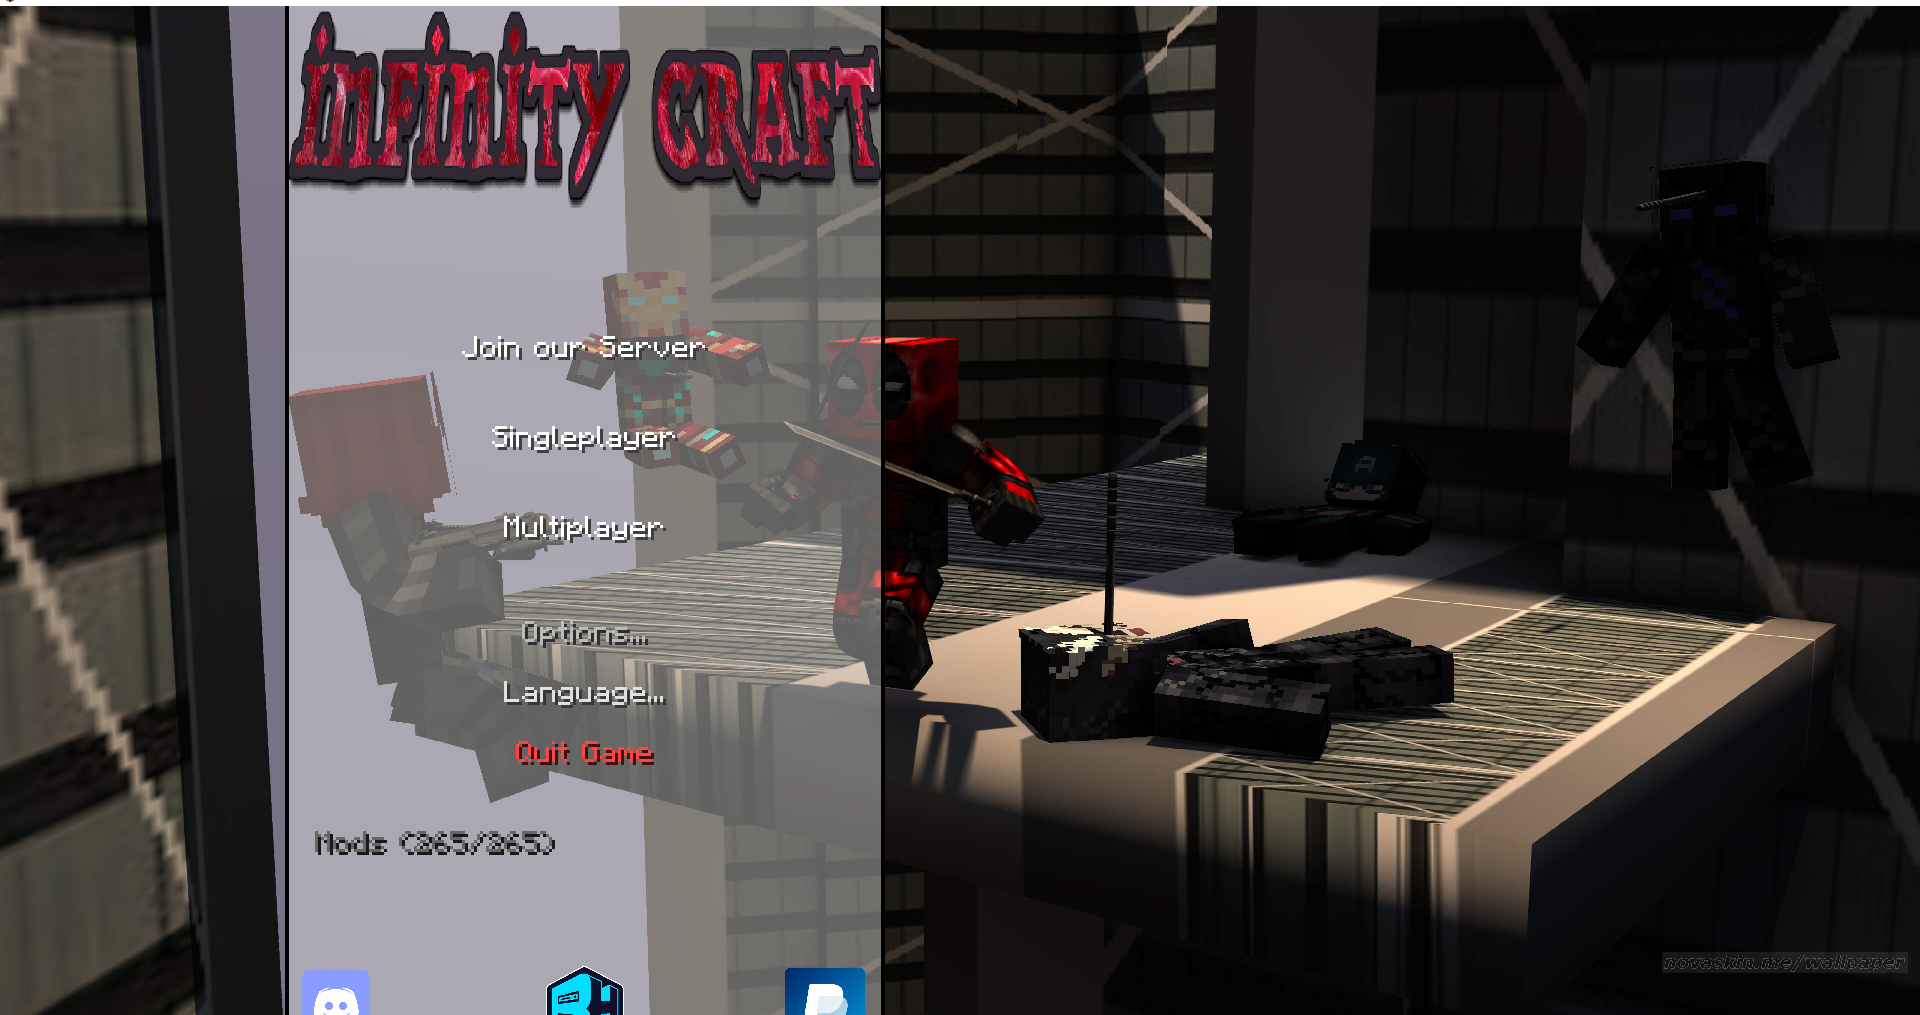 INFINITY CRAFT
Join our Server
Singleplayer
Multiplayer
Options...
Language...
Quit Game
Mods (265/265)
novaskin.me/wallpaper